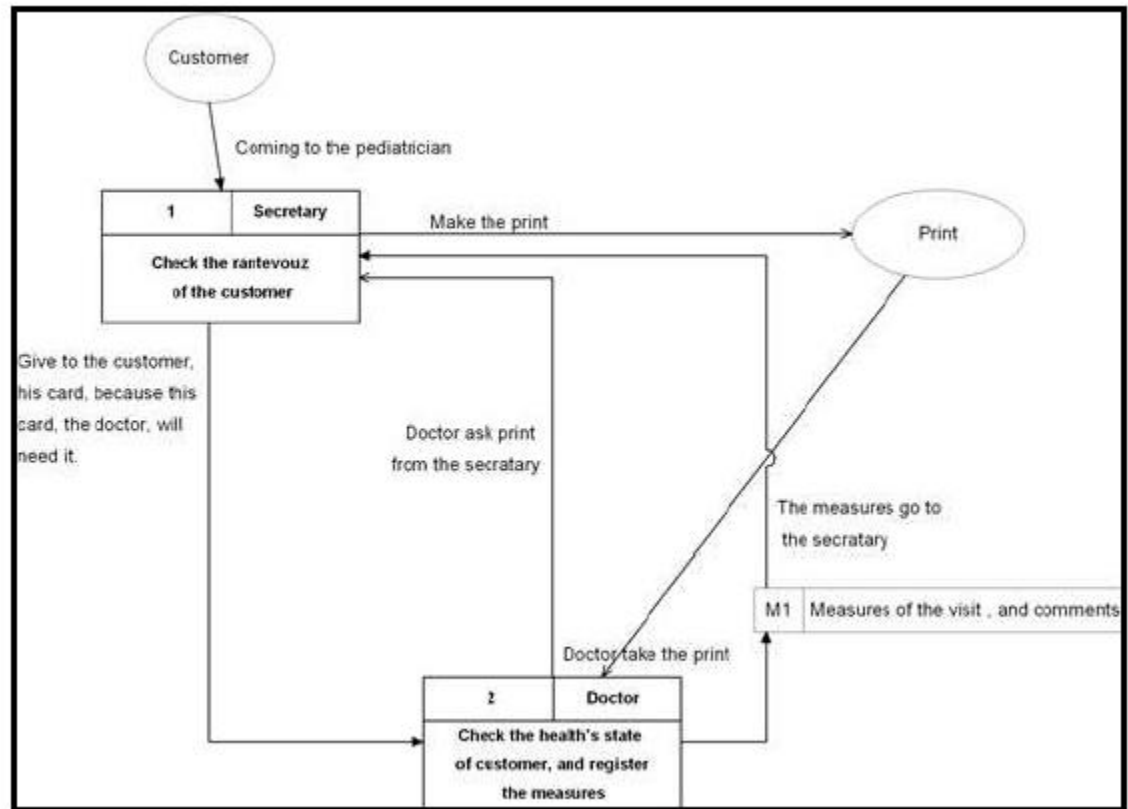 Customer
Coming to the pediatrician
1 Secretary
Make the print
Print
Check the rantevouz
of the customer
Give to the customer,
his card, because this
card, the doctor, will
need it.
Doctor ask print
from the secratary
The measures go to
the secratary
M1 Measures of the visit , and comments
Doctor take the print
2 Doctor
Check the health's state
of customer, and register
the measures